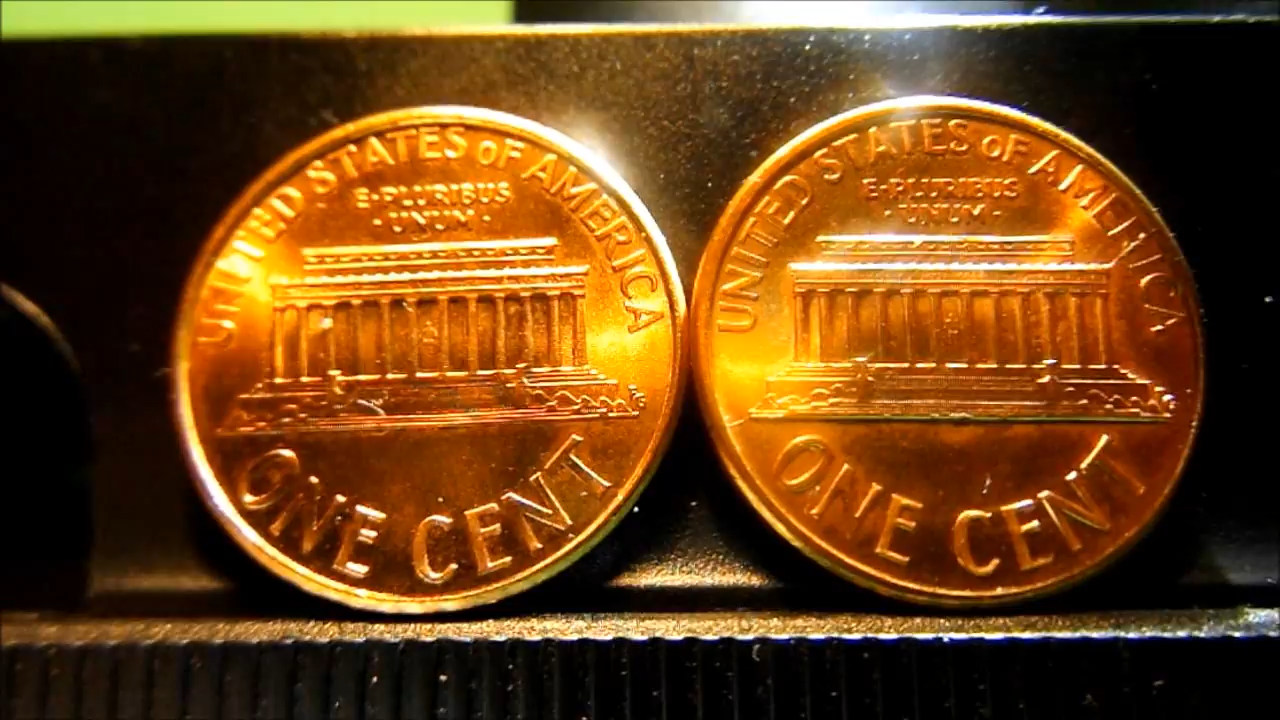 UNITED STATES OF AMERICA
E·PLURIBUS
·UNUM·
ONE CENT
UNITED STATES OF AMERICA
E·PLURIBUS
·UNUM·
ONE CENT